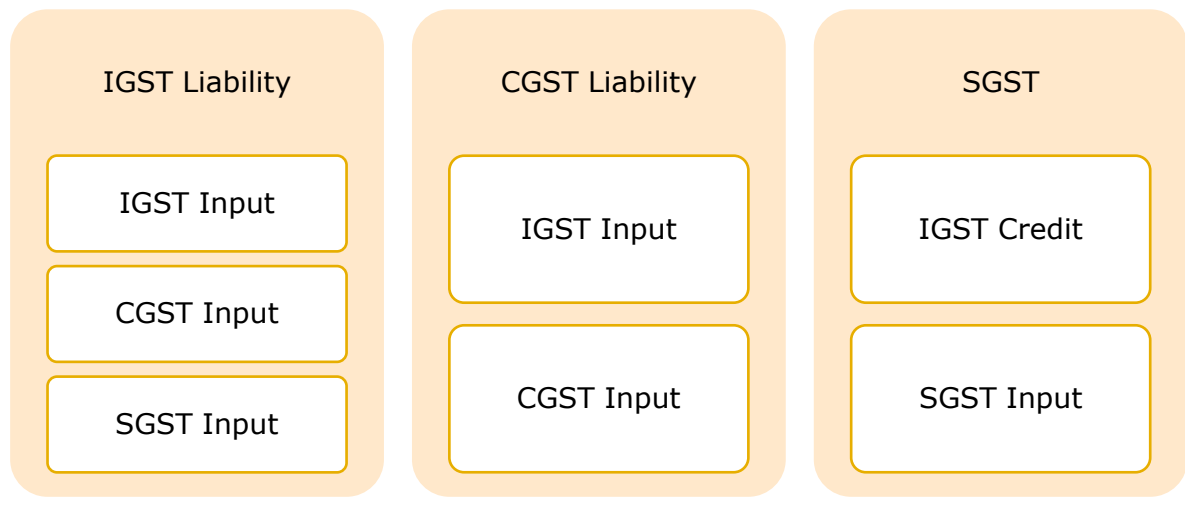 IGST Liability
IGST Input
CGST Input
SGST Input
CGST Liability
IGST Input
CGST Input
SGST
IGST Credit
SGST Input